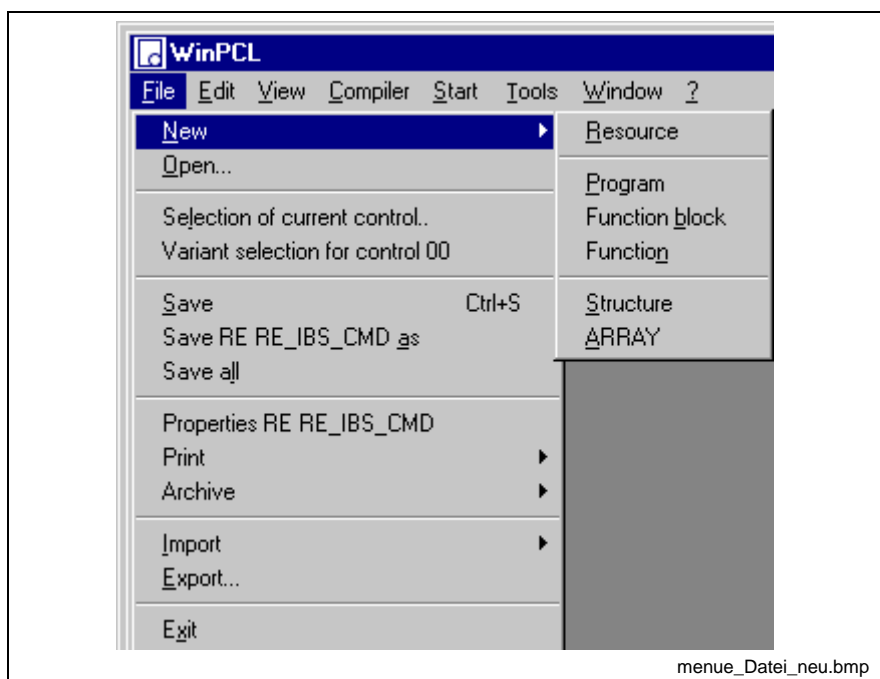 WinPCL
File Edit View Compiler Start Tools Window ?
New
Open...
Selection of current control..
Variant selection for control 00
Save Ctrl+S
Save RE RE_IBS_CMD as
Save all
Properties RE RE_IBS_CMD
Print
Archive
Import
Export...
Exit
Resource
Program
Function block
Function
Structure
ARRAY
menue_Datei_neu.bmp